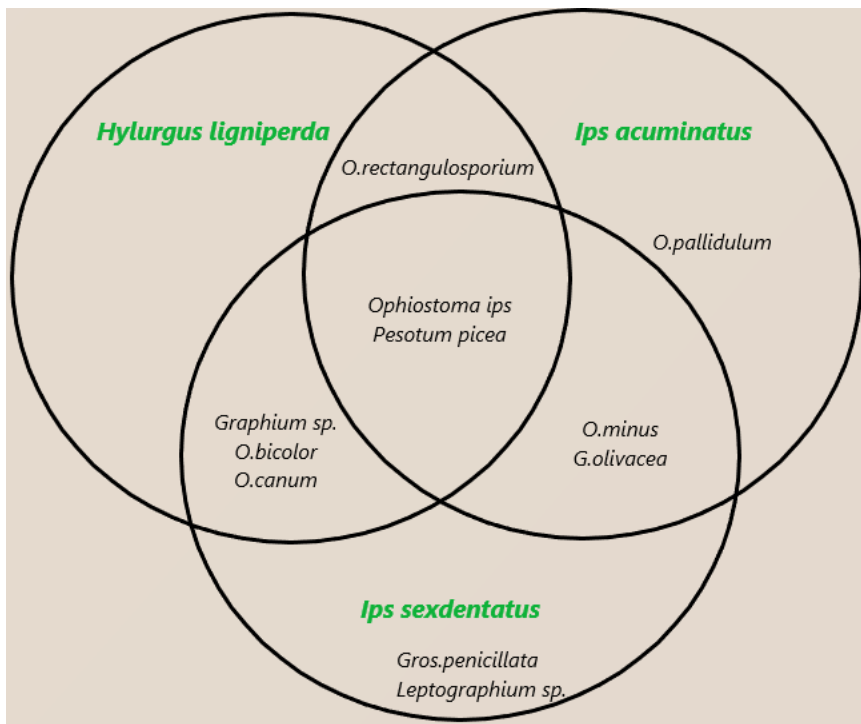 Hylurgus ligniperda
Ips acuminatus
O.rectangulosporium
O.pallidulum
Ophiostoma ips
Pesotum picea
Graphium sp.
O.bicolor
O.canum
O.minus
G.olivacea
Ips sexdentatus
Gros.penicillata
Leptographium sp.